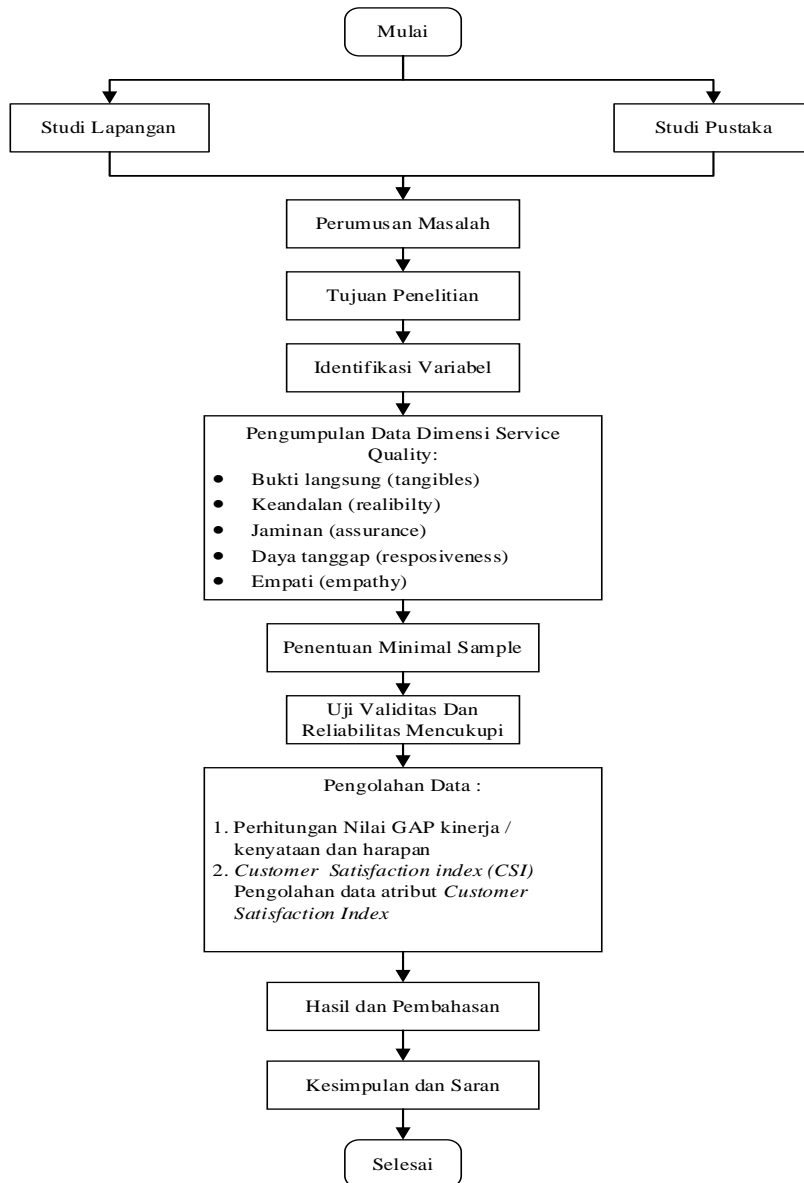 Mulai
Studi Lapangan
Studi Pustaka
Perumusan Masalah
Tujuan Penelitian
Identifikasi Variabel
Pengumpulan Data Dimensi Service
Quality:
● Bukti langsung (tangibles)
● Keandalan (realibilty)
● Jaminan (assurance)
● Daya tanggap (resposiveness)
● Empati (empathy)
Penentuan Minimal Sample
Uji Validitas Dan
Reliabilitas Mencukupi
Pengolahan Data :
1. Perhitungan Nilai GAP kinerja /
kenyataan dan harapan
2. Customer Satisfaction index (CSI)
Pengolahan data atribut Customer
Satisfaction Index
Hasil dan Pembahasan
Kesimpulan dan Saran
Selesai